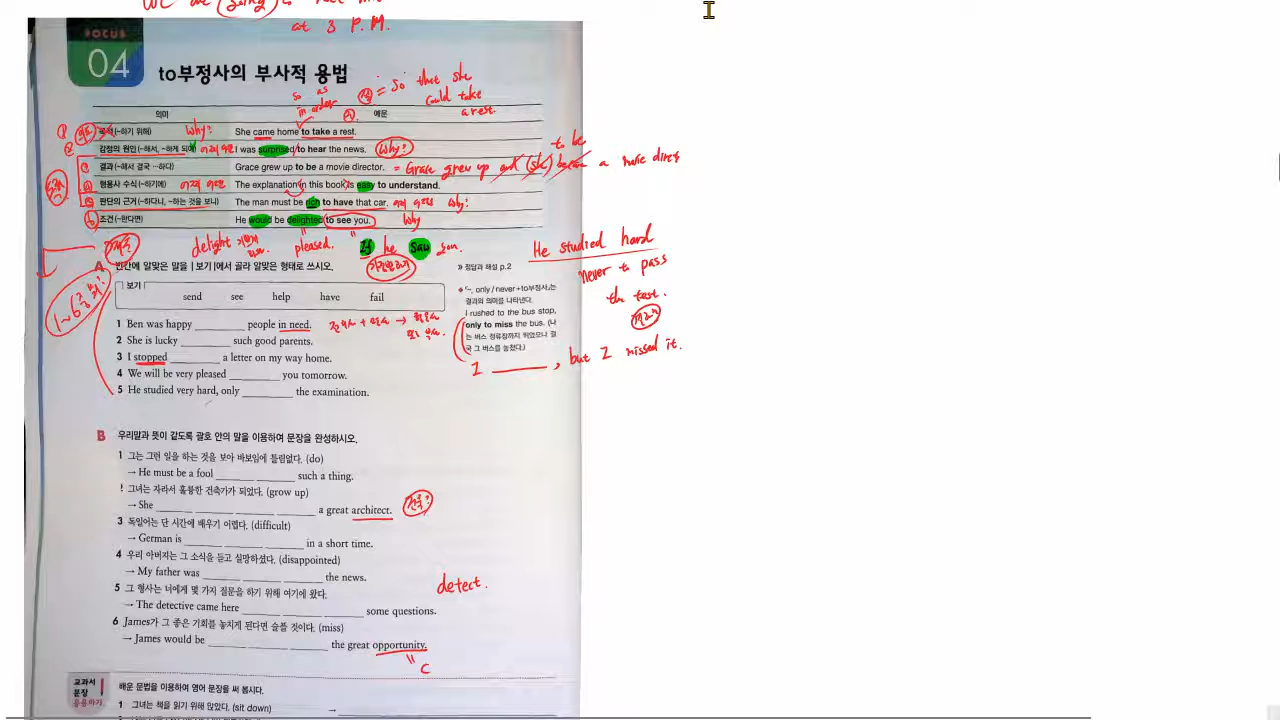 at 3 P.M.
FOCUS
04
to부정사의 부사적 용법
so as
in order
= so that she
could take
a rest.
의미
예문
목적(~하기 위해)
Why?
She came home to take a rest.
감정의 원인(~해서, ~하게 되어)
I was surprised to hear the news.
Why?
to be
결과(~해서 결국 …하다)
Grace grew up to be a movie director.
= Grace grew up and (she) became a movie direct
형용사 수식(~하기에)
The explanation in this book is easy to understand.
판단의 근거(~하다니, ~하는 것을 보니)
The man must be rich to have that car.
Why?
조건(~한다면)
He would be delighted to see you.
Why
delight
pleased.
If he saw you.
He studied hard
never to pass
the test.
A 빈칸에 알맞은 말을 |보기|에서 골라 알맞은 형태로 쓰시오.
» 정답과 해설 p.2
보기
send see help have fail
1 Ben was happy ________ people in need.
2 She is lucky ________ such good parents.
3 I stopped ________ a letter on my way home.
4 We will be very pleased ________ you tomorrow.
5 He studied very hard, only ________ the examination.
「~, only / never+to부정사」는
결과의 의미를 나타낸다.
I rushed to the bus stop,
only to miss the bus. (나
는 버스 정류장까지 뛰었으나 결
국 그 버스를 놓쳤다.)
I ________, but I missed it.
B 우리말과 뜻이 같도록 괄호 안의 말을 이용하여 문장을 완성하시오.
1 그는 그런 일을 하는 것을 보아 바보임에 틀림없다. (do)
→ He must be a fool ________ ________ such a thing.
그녀는 자라서 훌륭한 건축가가 되었다. (grow up)
→ She ________ ________ ________ ________ a great architect.
3 독일어는 단 시간에 배우기 어렵다. (difficult)
→ German is ________ ________ ________ in a short time.
4 우리 아버지는 그 소식을 듣고 실망하셨다. (disappointed)
→ My father was ________ ________ ________ the news.
detect.
5 그 형사는 너에게 몇 가지 질문을 하기 위해 여기에 왔다.
→ The detective came here ________ ________ ________ some questions.
6 James가 그 좋은 기회를 놓치게 된다면 슬플 것이다. (miss)
→ James would be ________ ________ ________ the great opportunity.
교과서
문장
응용하기
배운 문법을 이용하여 영어 문장을 써 봅시다.
1 그녀는 책을 읽기 위해 앉았다. (sit down) →